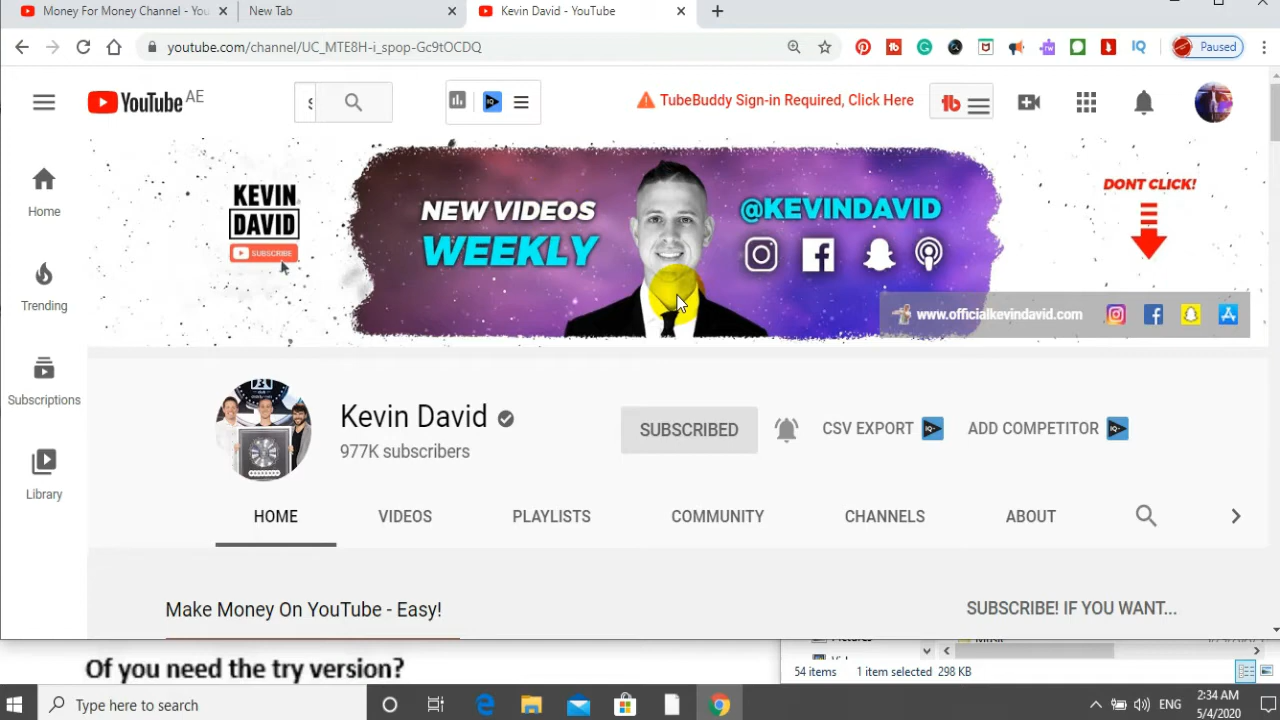 Money For Money Channel - You
New Tab
Kevin David - YouTube
youtube.com/channel/UC_MTE8H-i_spop-Gc9tOCDQ
Paused
YouTube AE
TubeBuddy Sign-in Required, Click Here
Home
Trending
Subscriptions
Library
KEVIN
DAVID
SUBSCRIBE
NEW VIDEOS
WEEKLY
@KEVINDAVID
DONT CLICK!
www.officialkevindavid.com
Kevin David
977K subscribers
SUBSCRIBED
CSV EXPORT
ADD COMPETITOR
HOME
VIDEOS
PLAYLISTS
COMMUNITY
CHANNELS
ABOUT
Make Money On YouTube - Easy!
SUBSCRIBE! IF YOU WANT...
Of you need the try version?
54 items
1 item selected 298 KB
Type here to search
ENG
2:34 AM
5/4/2020